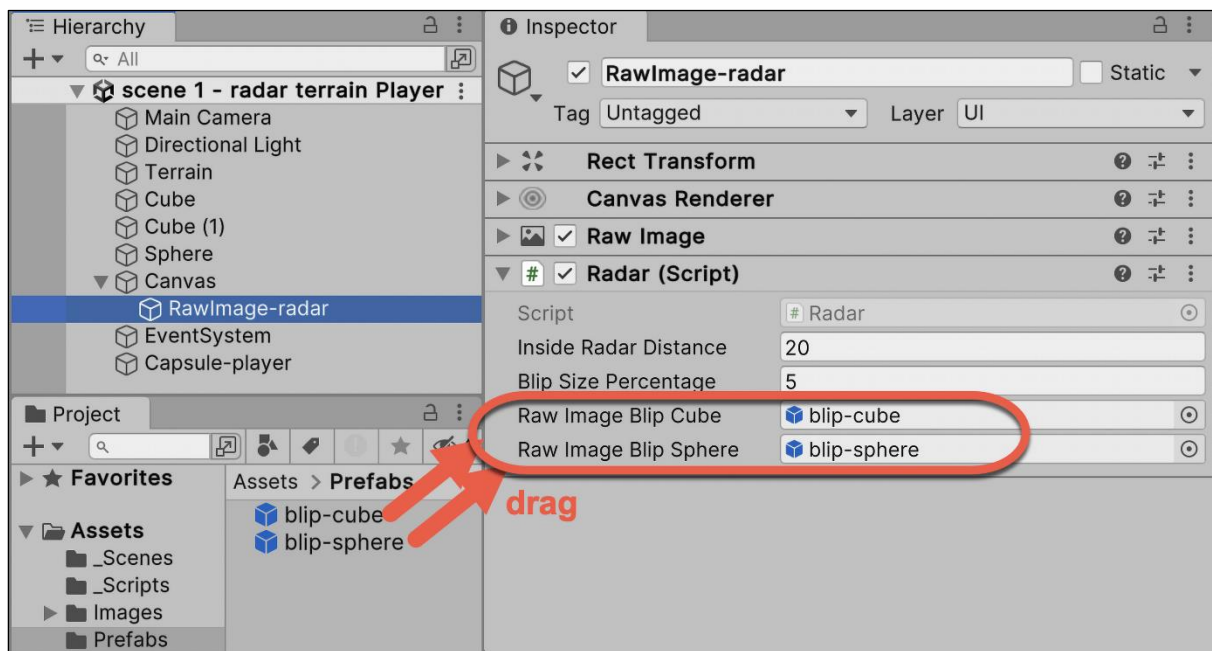 Hierarchy
All
scene 1 - radar terrain Player
Main Camera
Directional Light
Terrain
Cube
Cube (1)
Sphere
Canvas
RawImage-radar
EventSystem
Capsule-player
Project
Favorites
Assets
_Scenes
_Scripts
Images
Prefabs
Assets > Prefabs
blip-cube
blip-sphere
Inspector
RawImage-radar
Static
Tag Untagged Layer UI
Rect Transform
Canvas Renderer
Raw Image
# Radar (Script)
Script # Radar
Inside Radar Distance 20
Blip Size Percentage 5
Raw Image Blip Cube blip-cube
Raw Image Blip Sphere blip-sphere
drag